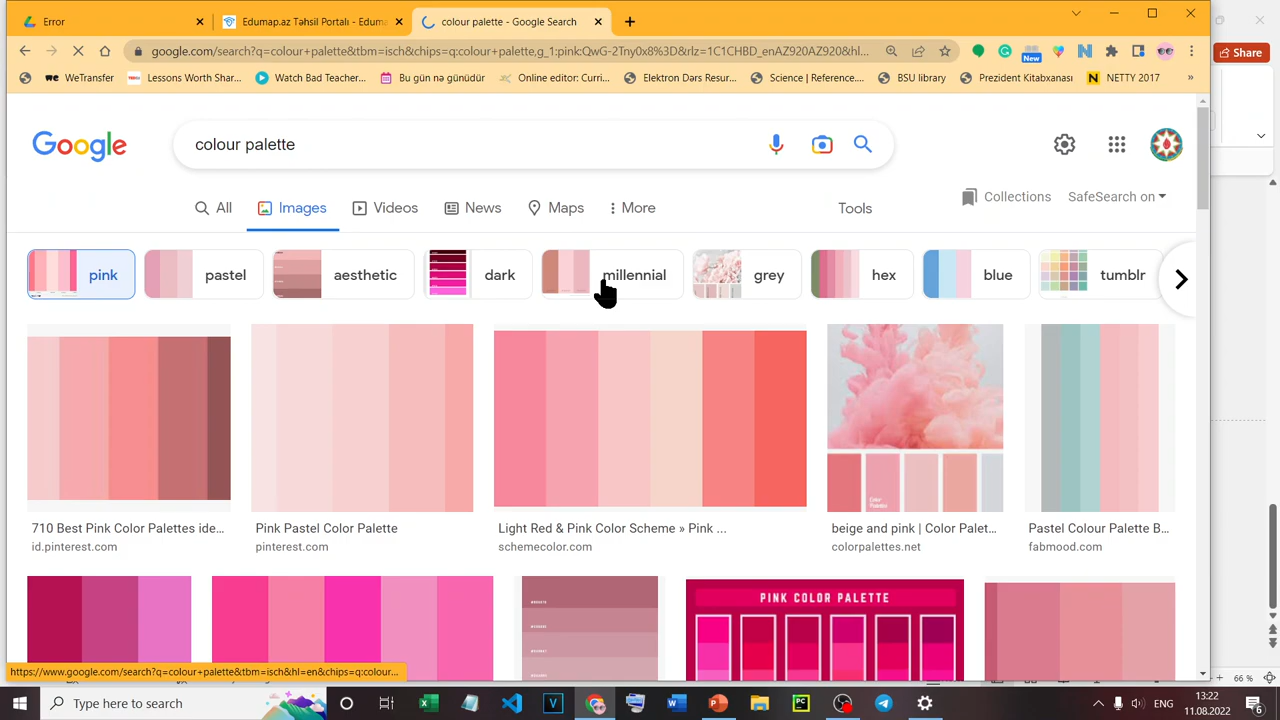 Error
Edumap.az Təhsil Portalı - Eduma
colour palette - Google Search
google.com/search?q=colour+palette&tbm=isch&chips=q:colour+palette,g_1:pink:QwG-2Tny0x8%3D&rlz=1C1CHBD_enAZ920AZ920&hl...
New
Share
WeTransfer
Lessons Worth Shar...
Watch Bad Teacher...
Bu gün nə günüdür
Online editor: Curri...
Elektron Dərs Resur...
Science | Reference...
BSU library
Prezident Kitabxanası
NETTY 2017
»
Google
colour palette
All
Images
Videos
News
Maps
More
Tools
Collections
SafeSearch on
pink
pastel
aesthetic
dark
millennial
grey
hex
blue
tumblr
710 Best Pink Color Palettes ide...
id.pinterest.com
Pink Pastel Color Palette
pinterest.com
Light Red & Pink Color Scheme » Pink ...
schemecolor.com
beige and pink | Color Palet...
colorpalettes.net
Pastel Colour Palette B...
fabmood.com
PINK COLOR PALETTE
https://www.google.com/search?q=colour+palette&tbm=isch&hl=en&chips=q:colour...
66 %
Type here to search
ENG
13:22
11.08.2022
6